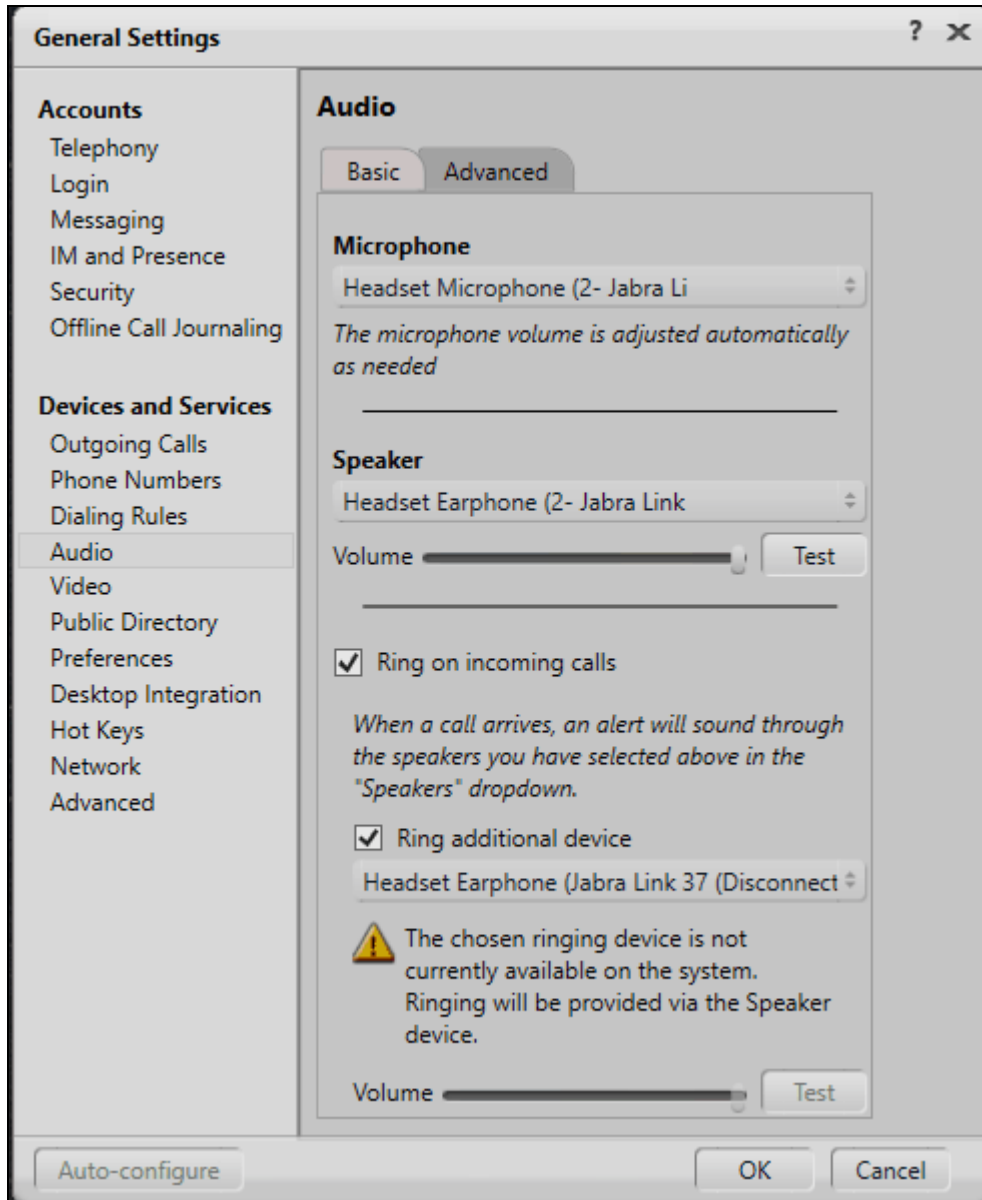 General Settings
?
Accounts
Telephony
Login
Messaging
IM and Presence
Security
Offline Call Journaling
Devices and Services
Outgoing Calls
Phone Numbers
Dialing Rules
Audio
Video
Public Directory
Preferences
Desktop Integration
Hot Keys
Network
Advanced
Audio
Basic
Advanced
Microphone
Headset Microphone (2- Jabra Li
The microphone volume is adjusted automatically
as needed
Speaker
Headset Earphone (2- Jabra Link
Volume
Test
Ring on incoming calls
When a call arrives, an alert will sound through
the speakers you have selected above in the
"Speakers" dropdown.
Ring additional device
Headset Earphone (Jabra Link 37 (Disconnect
The chosen ringing device is not
currently available on the system.
Ringing will be provided via the Speaker
device.
Volume
Test
Auto-configure
OK
Cancel